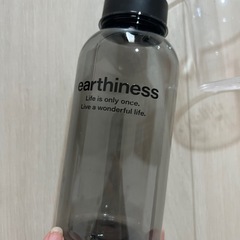 earthiness
Life is only once.
Live a wonderful life.